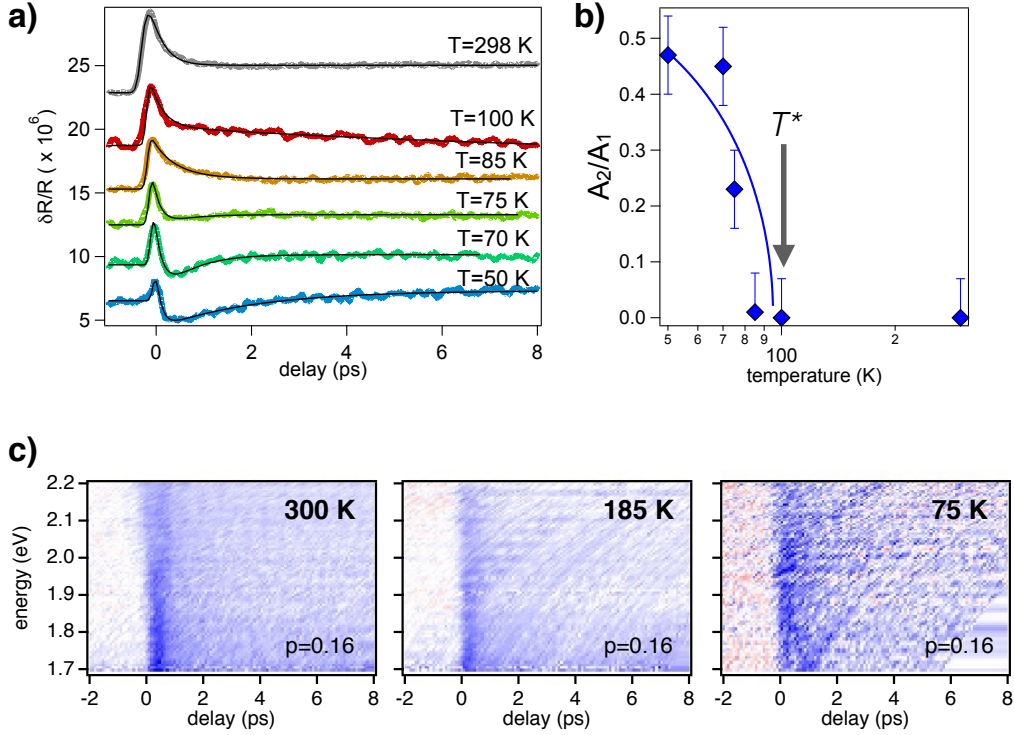 a)
δR/R ( x 10⁶)
25
20
15
10
5
T=298 K
T=100 K
T=85 K
T=75 K
T=70 K
T=50 K
0 2 4 6 8
delay (ps)
b)
A₂/A₁
0.5
0.4
0.3
0.2
0.1
0.0
T*
5 6 7 8 9 100 2
temperature (K)
c)
energy (eV)
2.2
2.1
2.0
1.9
1.8
1.7
300 K
p=0.16
-2 0 2 4 6 8
delay (ps)
185 K
p=0.16
-2 0 2 4 6 8
delay (ps)
75 K
p=0.16
-2 0 2 4 6 8
delay (ps)